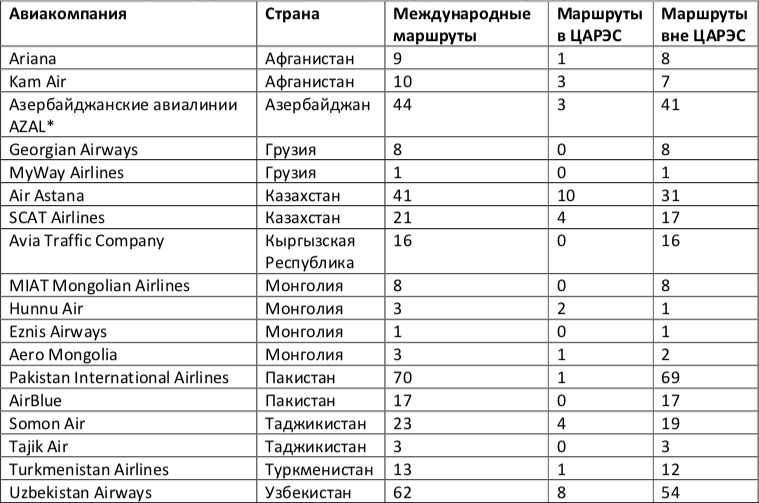 Авиакомпания Страна Международные маршруты Маршруты в ЦАРЭС Маршруты вне ЦАРЭС
Ariana Афганистан 9 1 8
Kam Air Афганистан 10 3 7
Азербайджанские авиалинии AZAL* Азербайджан 44 3 41
Georgian Airways Грузия 8 0 8
MyWay Airlines Грузия 1 0 1
Air Astana Казахстан 41 10 31
SCAT Airlines Казахстан 21 4 17
Avia Traffic Company Кыргызская Республика 16 0 16
MIAT Mongolian Airlines Монголия 8 0 8
Hunnu Air Монголия 3 2 1
Eznis Airways Монголия 1 0 1
Aero Mongolia Монголия 3 1 2
Pakistan International Airlines Пакистан 70 1 69
AirBlue Пакистан 17 0 17
Somon Air Таджикистан 23 4 19
Tajik Air Таджикистан 3 0 3
Turkmenistan Airlines Туркменистан 13 1 12
Uzbekistan Airways Узбекистан 62 8 54